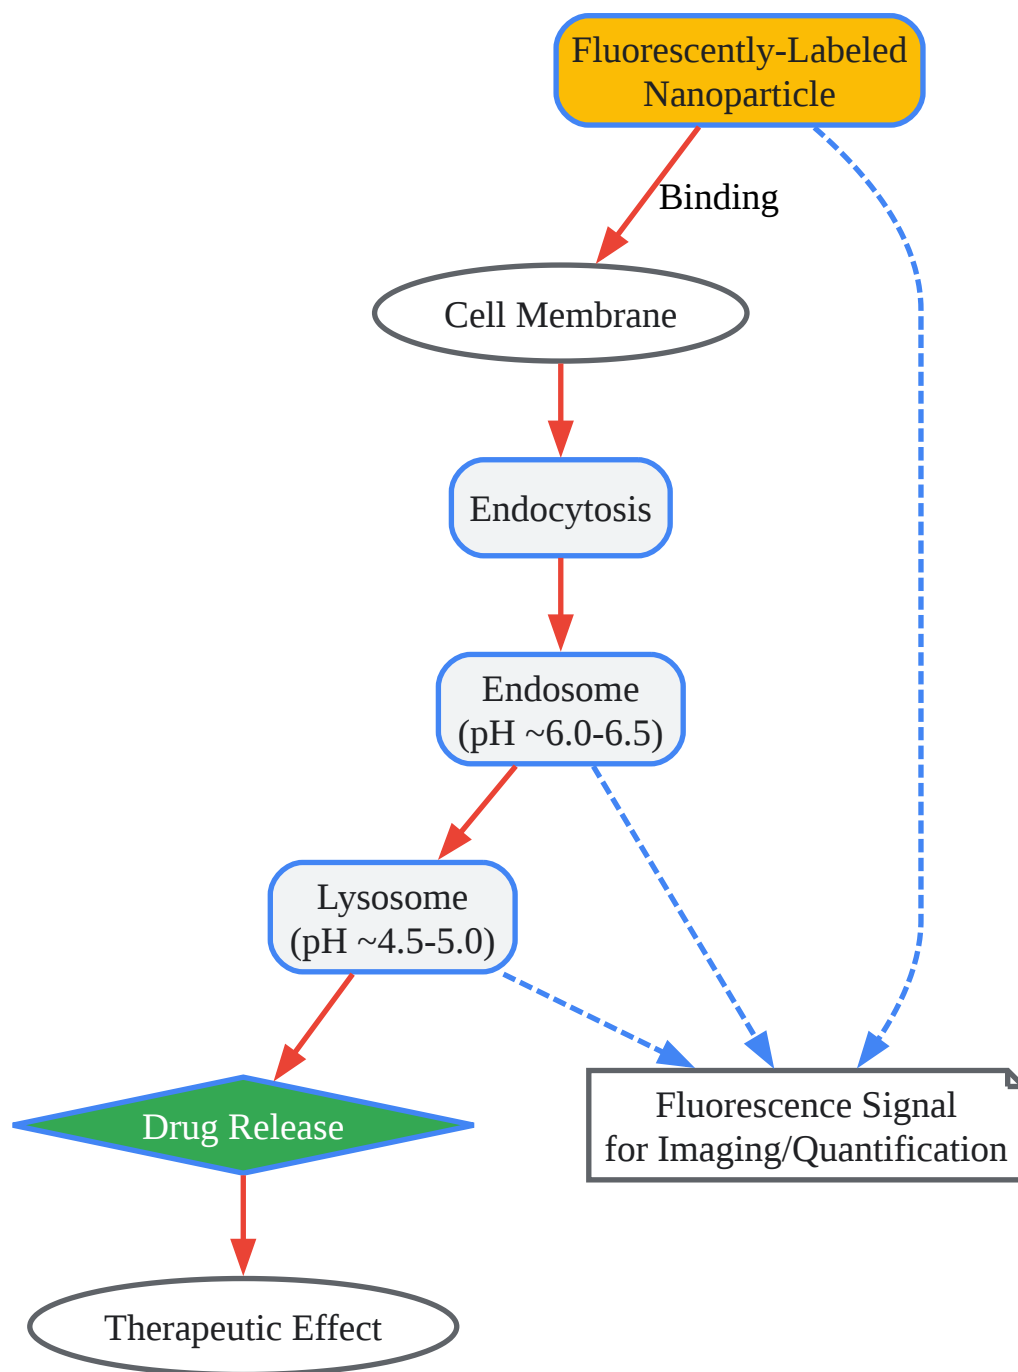 Fluorescently-Labeled
Nanoparticle
Binding
Cell Membrane
Endocytosis
Endosome
(pH ~6.0-6.5)
Lysosome
(pH ~4.5-5.0)
Drug Release
Fluorescence Signal
for Imaging/Quantification
Therapeutic Effect